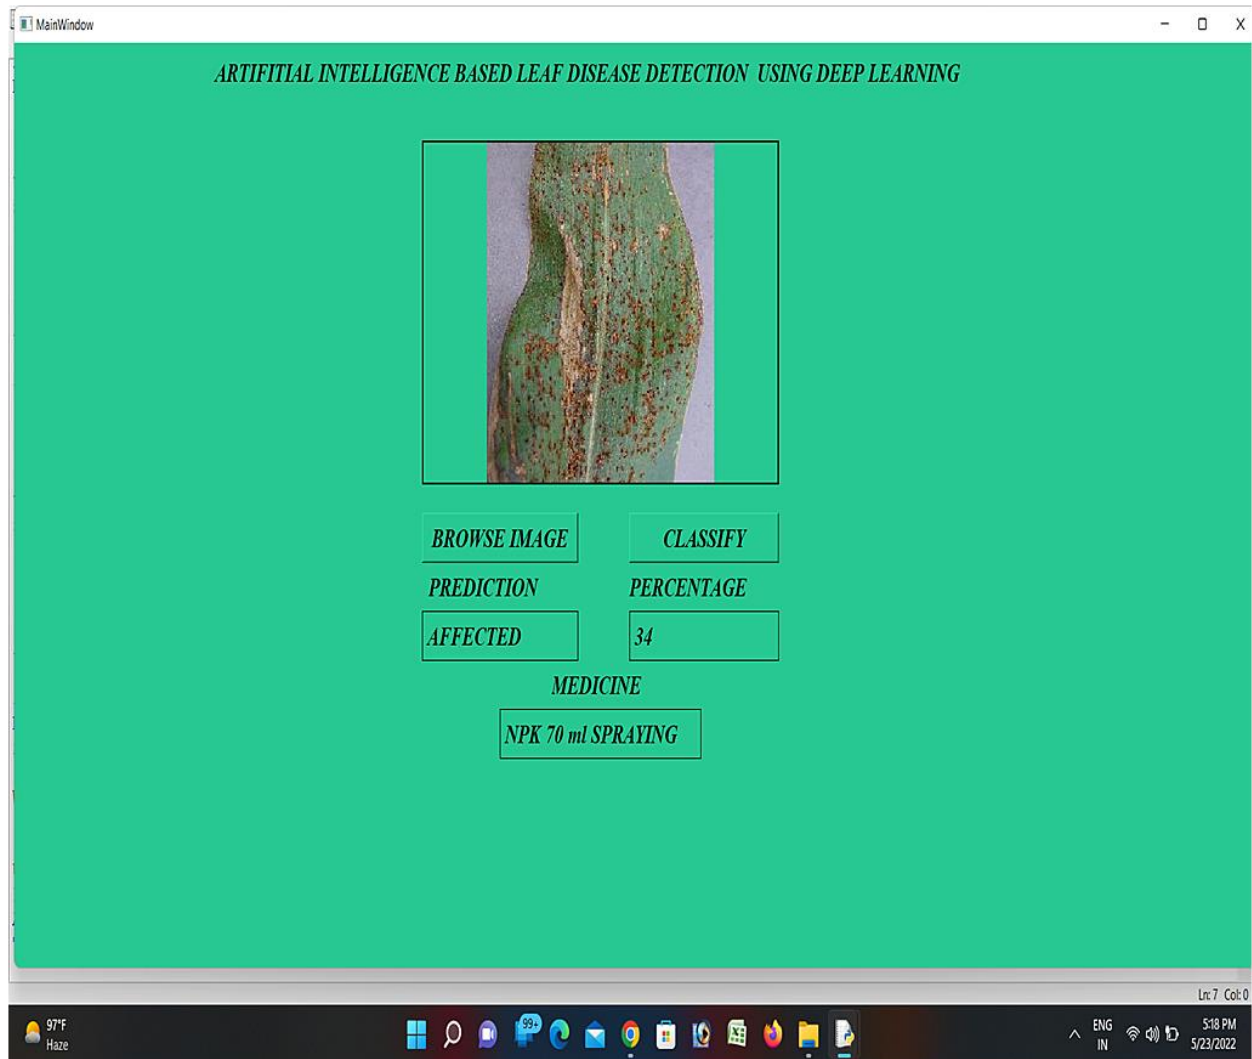 MainWindow
ARTIFITIAL INTELLIGENCE BASED LEAF DISEASE DETECTION USING DEEP LEARNING
BROWSE IMAGE
CLASSIFY
PREDICTION
PERCENTAGE
AFFECTED
34
MEDICINE
NPK 70 ml SPRAYING
Ln: 7 Col: 0
97°F
Haze
99+
ENG
IN
5:18 PM
5/23/2022